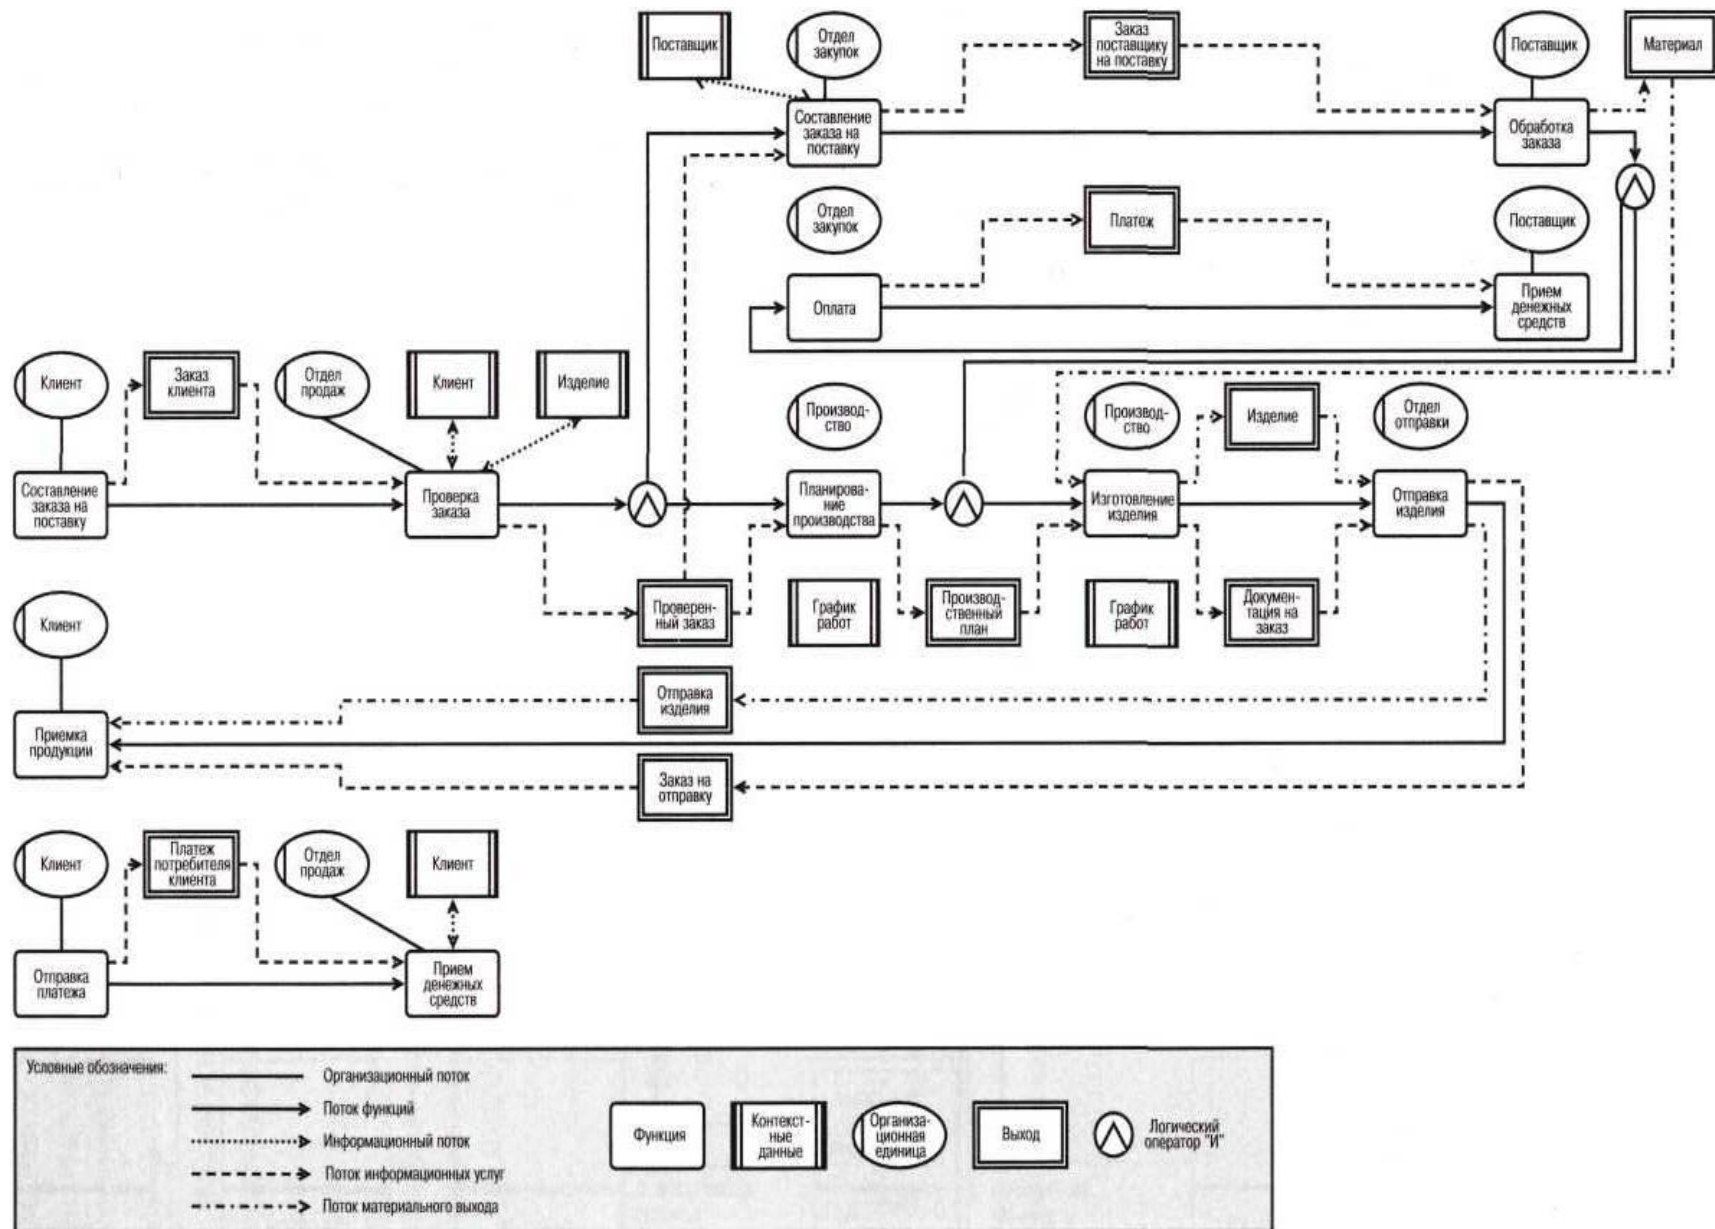 Поставщик
Отдел
закупок
Заказ
поставщику
на поставку
Поставщик
Материал
Составление
заказа на
поставку
Обработка
заказа
Отдел
закупок
Платеж
Поставщик
Оплата
Прием
денежных
средств
Клиент
Заказ
клиента
Отдел
продаж
Клиент
Изделие
Производ-
ство
Производ-
ство
Изделие
Отдел
отправки
Составление
заказа на
поставку
Проверка
заказа
Планирова-
ние
производства
Изготовление
изделия
Отправка
изделия
Клиент
Проверен-
ный заказ
График
работ
Производ-
ственный
план
График
работ
Докумен-
тация на
заказ
Отправка
изделия
Приемка
продукции
Заказ на
отправку
Клиент
Платеж
потребителя
клиента
Отдел
продаж
Клиент
Отправка
платежа
Прием
денежных
средств
Условные обозначения:
Организационный поток
Поток функций
Информационный поток
Поток информационных услуг
Поток материального выхода
Функция
Контекст-
ные
данные
Организа-
ционная
единица
Выход
Логический
оператор "И"